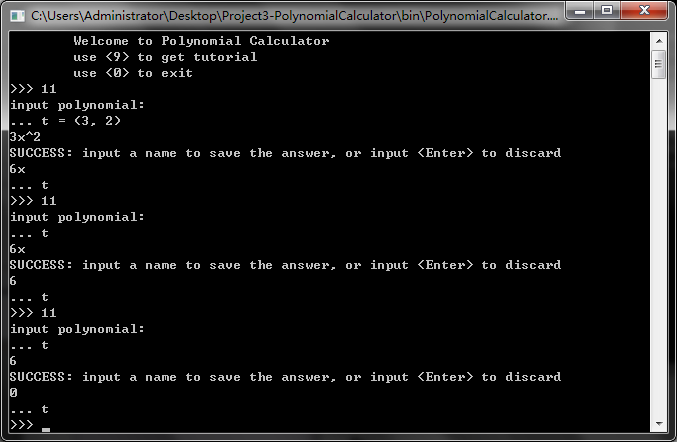 C:\Users\Administrator\Desktop\Project3-PolynomialCalculator\bin\PolynomialCalculator....
Welcome to Polynomial Calculator
use <9> to get tutorial
use <0> to exit
>>> 11
input polynomial:
... t = (3, 2)
3x^2
SUCCESS: input a name to save the answer, or input <Enter> to discard
6x
... t
>>> 11
input polynomial:
... t
6x
SUCCESS: input a name to save the answer, or input <Enter> to discard
6
... t
>>> 11
input polynomial:
... t
6
SUCCESS: input a name to save the answer, or input <Enter> to discard
0
... t
>>> _